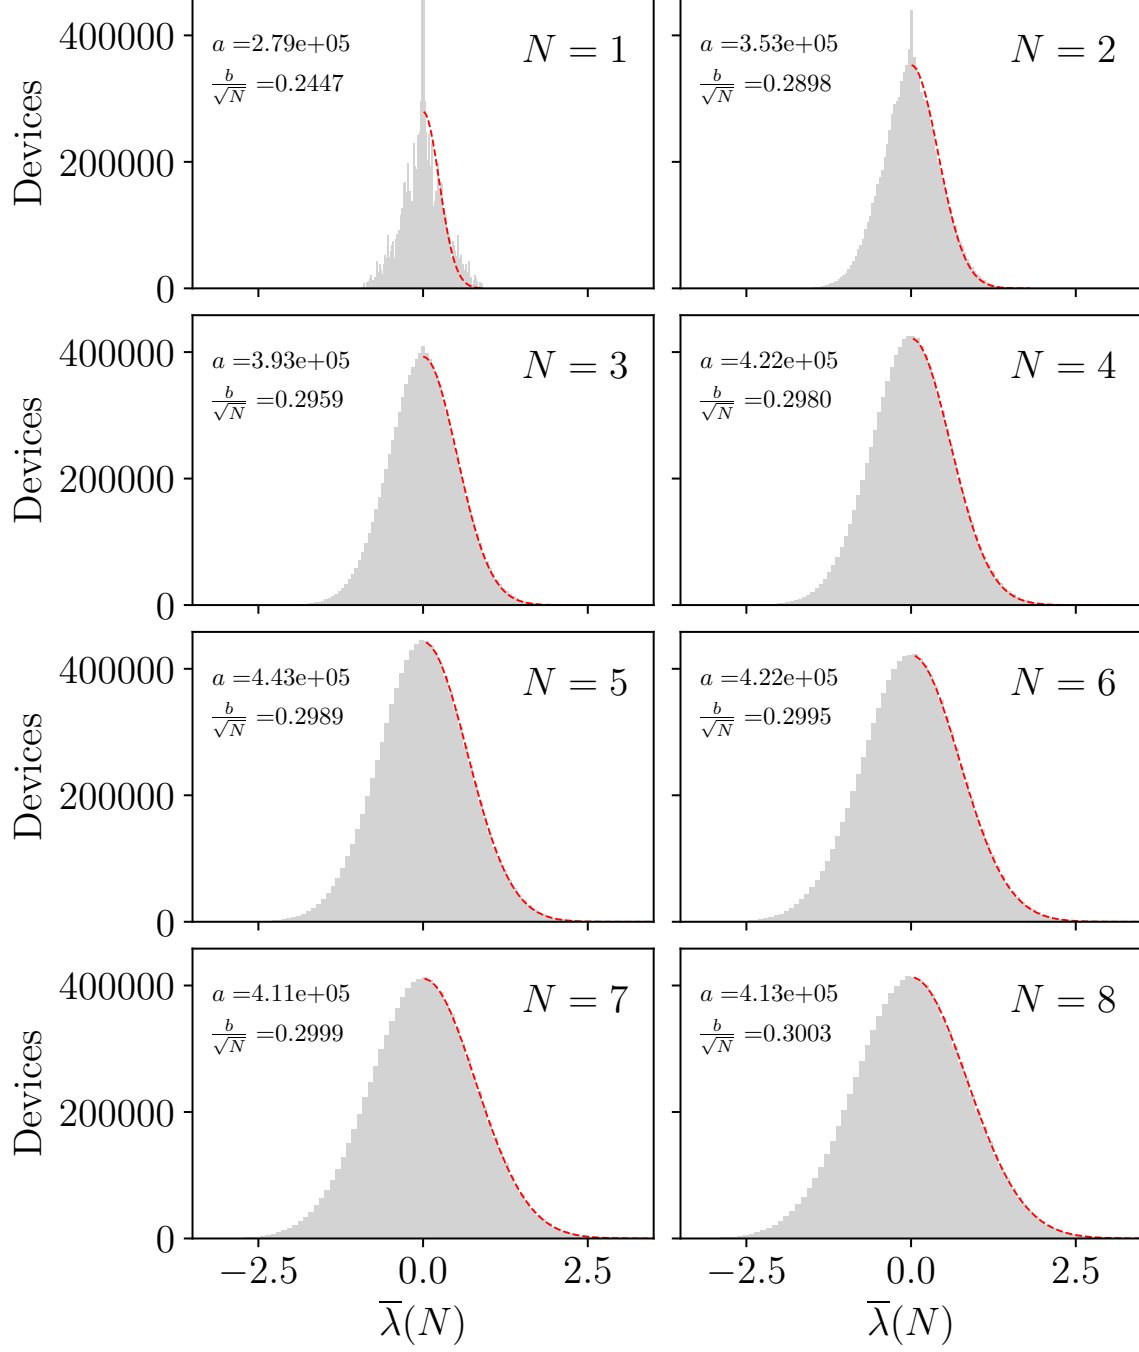 400000
200000
0
Devices
a =2.79e+05
b/√N =0.2447
N = 1
a =3.53e+05
b/√N =0.2898
N = 2
400000
200000
0
Devices
a =3.93e+05
b/√N =0.2959
N = 3
a =4.22e+05
b/√N =0.2980
N = 4
400000
200000
0
Devices
a =4.43e+05
b/√N =0.2989
N = 5
a =4.22e+05
b/√N =0.2995
N = 6
400000
200000
0
Devices
a =4.11e+05
b/√N =0.2999
N = 7
a =4.13e+05
b/√N =0.3003
N = 8
−2.5 0.0 2.5
−2.5 0.0 2.5
λ̅(N)
λ̅(N)